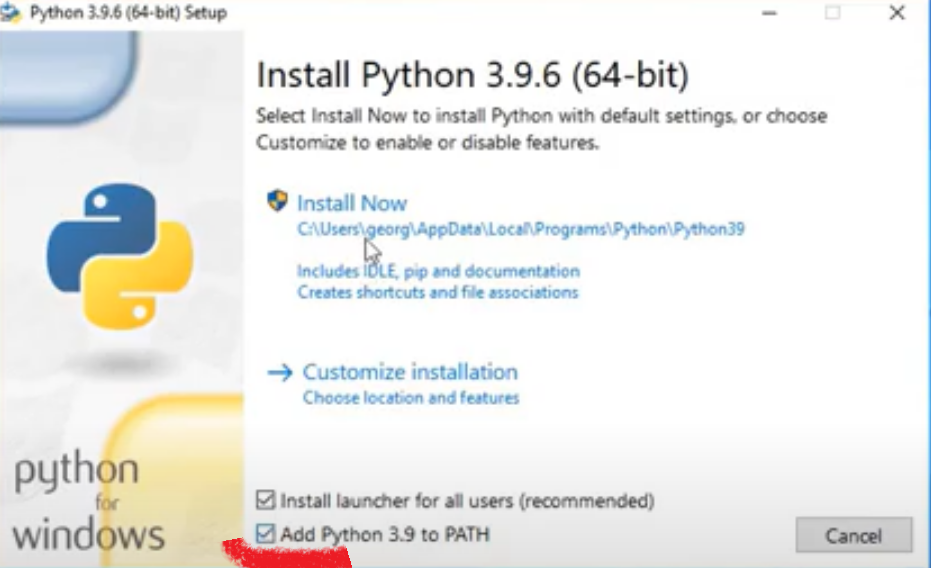 Python 3.9.6 (64-bit) Setup
Install Python 3.9.6 (64-bit)
Select Install Now to install Python with default settings, or choose
Customize to enable or disable features.
Install Now
C:\Users\georg\AppData\Local\Programs\Python\Python39
Includes IDLE, pip and documentation
Creates shortcuts and file associations
Customize installation
Choose location and features
python
for
windows
Install launcher for all users (recommended)
Add Python 3.9 to PATH
Cancel